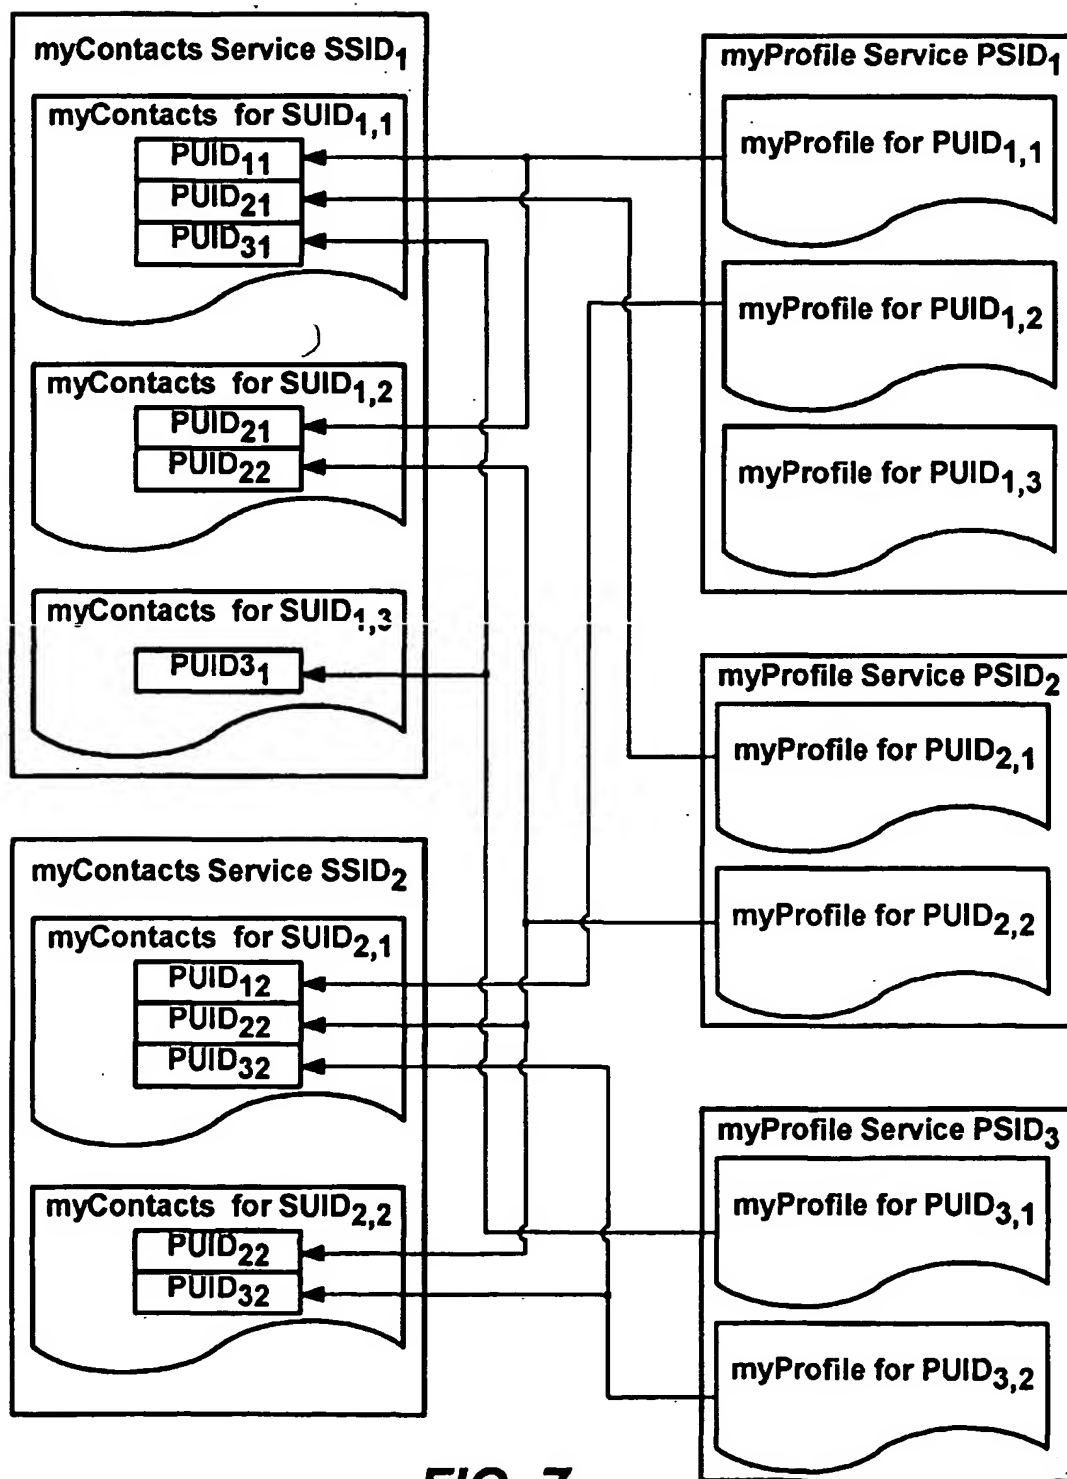 myContacts Service SSID1
myContacts for SUID1,1
PUID11
PUID21
PUID31
myContacts for SUID1,2
PUID21
PUID22
myContacts for SUID1,3
PUID31
myContacts Service SSID2
myContacts for SUID2,1
PUID12
PUID22
PUID32
myContacts for SUID2,2
PUID22
PUID32
myProfile Service PSID1
myProfile for PUID1,1
myProfile for PUID1,2
myProfile for PUID1,3
myProfile Service PSID2
myProfile for PUID2,1
myProfile for PUID2,2
myProfile Service PSID3
myProfile for PUID3,1
myProfile for PUID3,2
FIG. 7